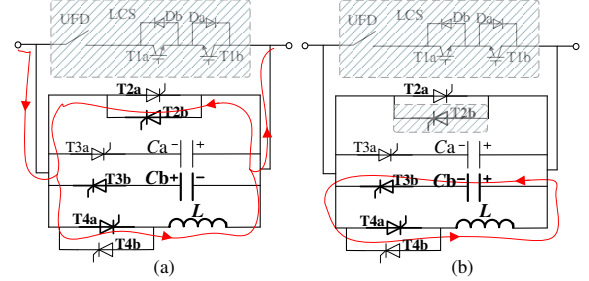 UFD LCS Db Da
T1a T1b
T2a
T2b
T3a Ca − +
T3b Cb + −
T4a L
T4b
(a)
UFD LCS Db Da
T1a T1b
T2a
T2b
T3a Ca − +
T3b Cb − +
T4a L
T4b
(b)